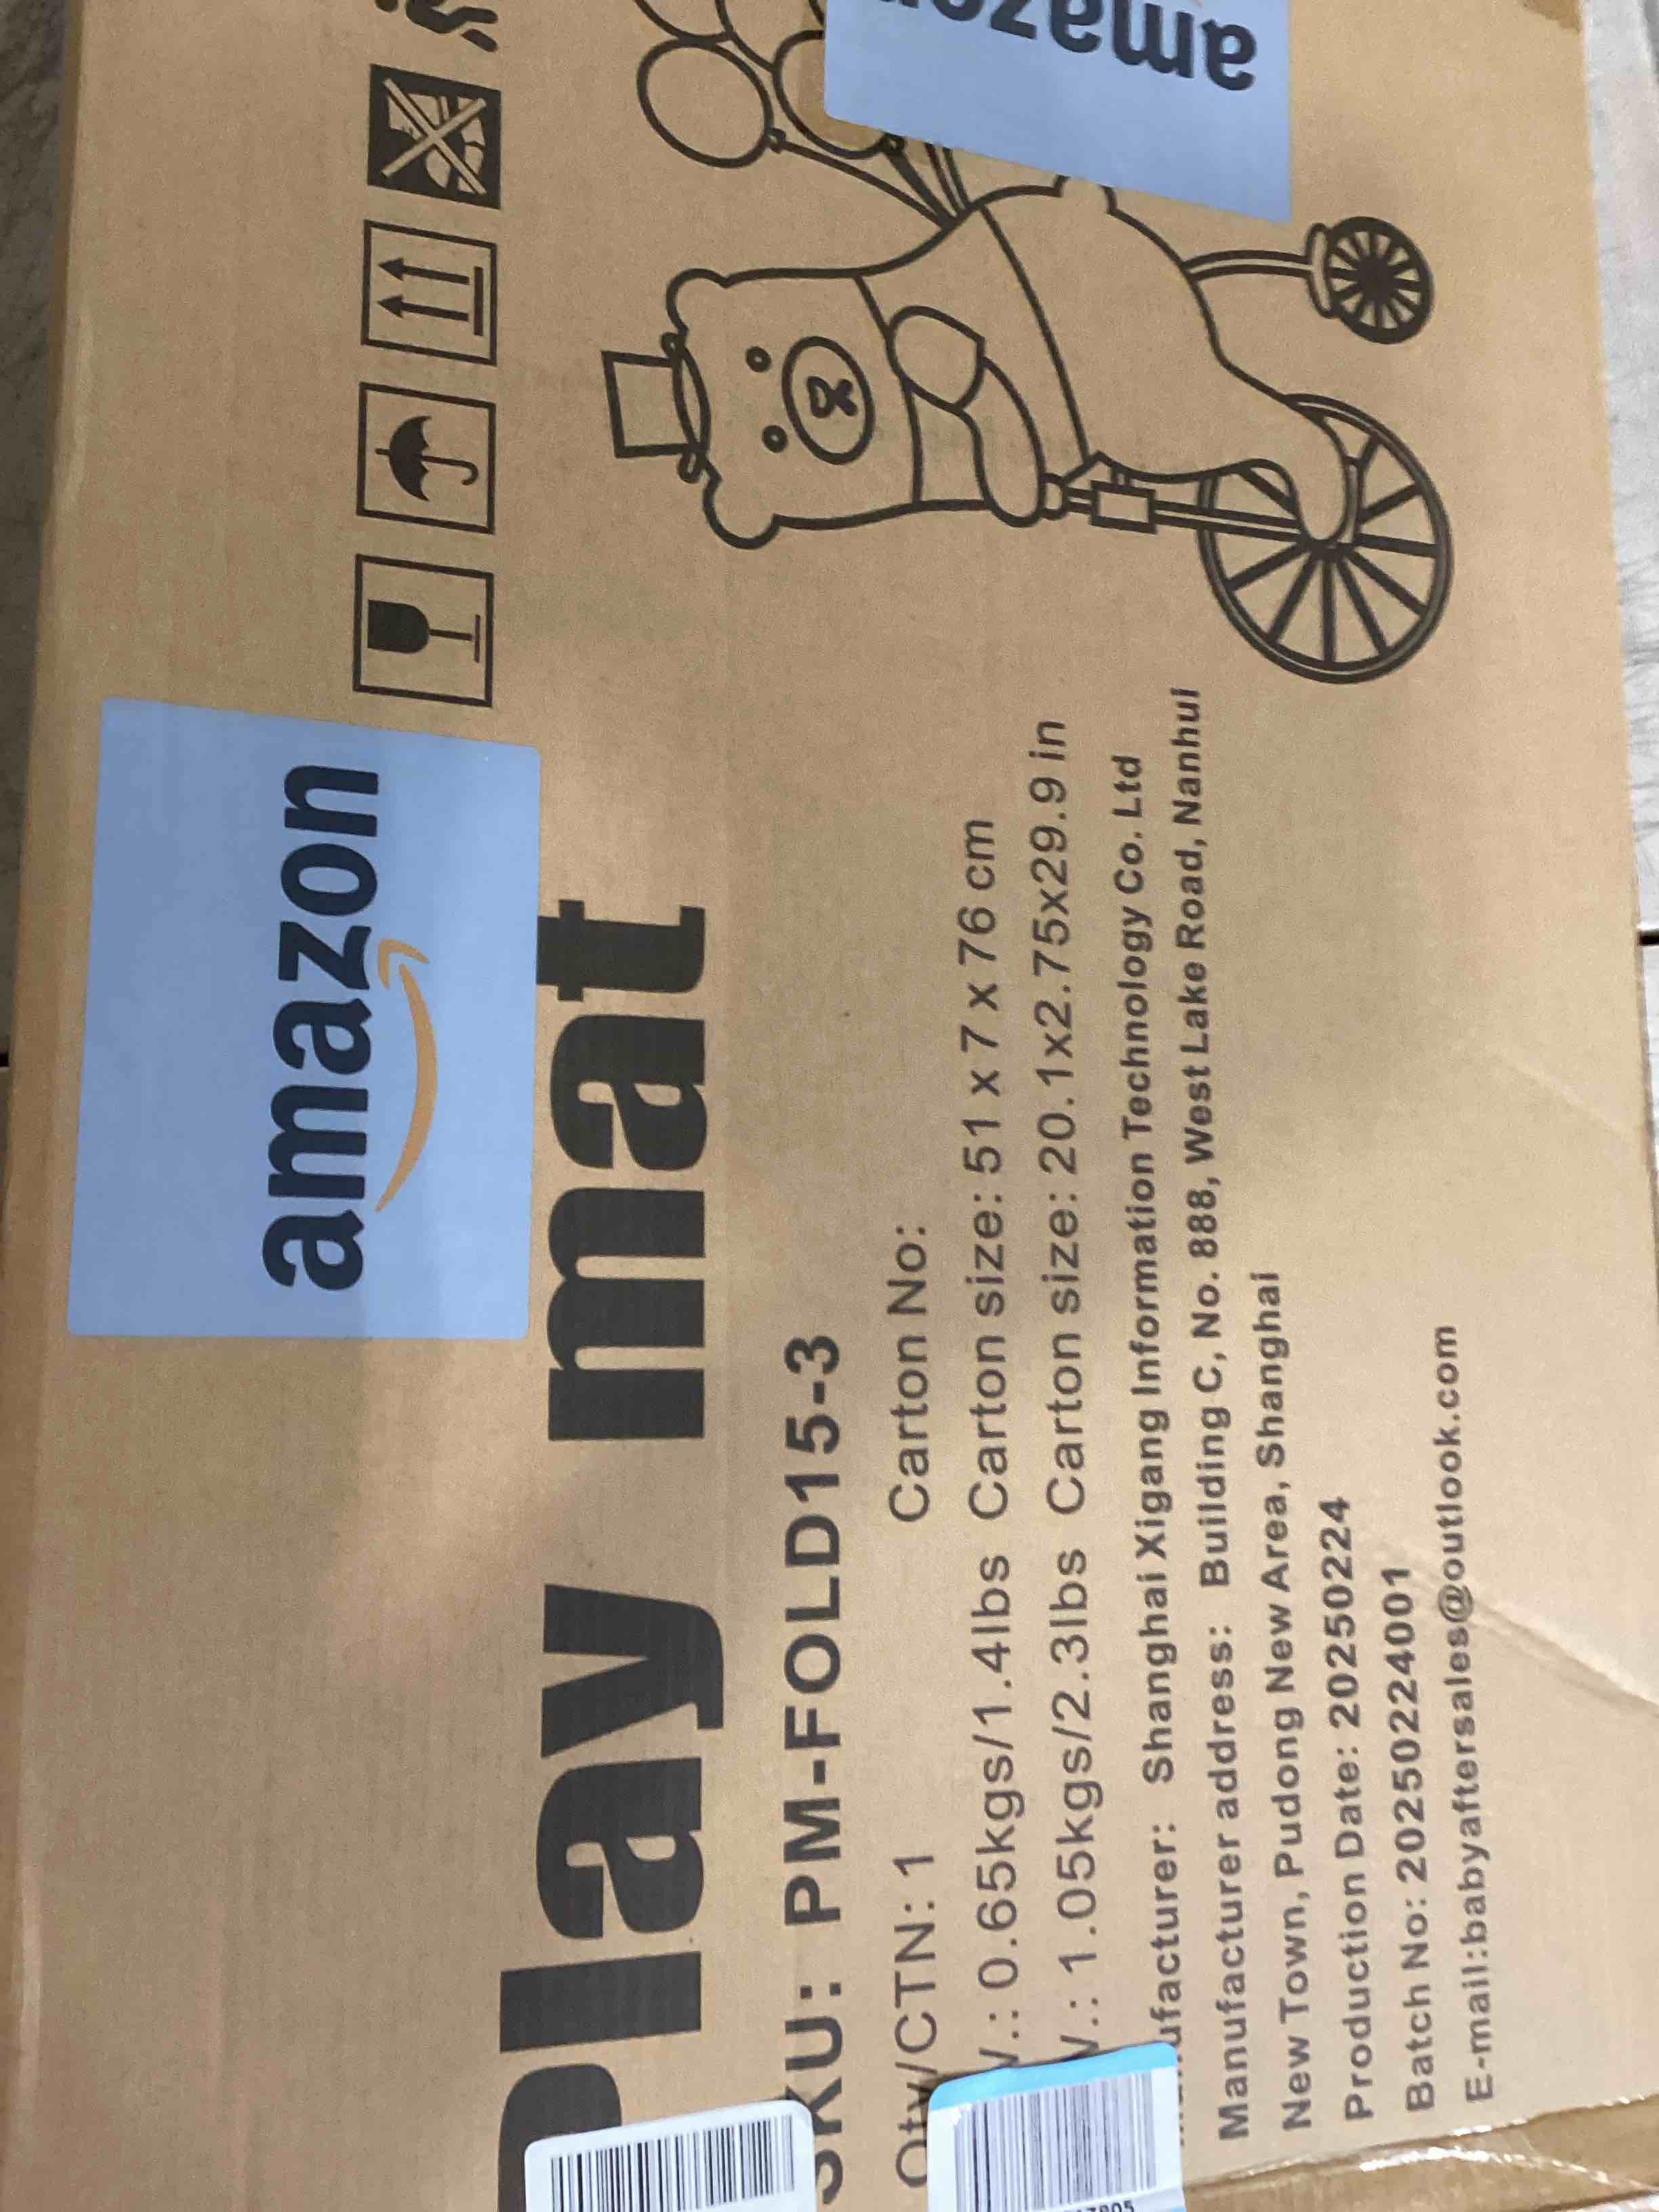 amazon
amazon
Play mat
SKU: PM-FOLD15-3
Qty/CTN: 1 Carton No:
.: 0.65kgs/1.4lbs Carton size: 51 x 7 x 76 cm
.: 1.05kgs/2.3lbs Carton size: 20.1x2.75x29.9 in
Manufacturer: Shanghai Xigang Information Technology Co. Ltd
Manufacturer address: Building C, No. 888, West Lake Road, Nanhui
New Town, Pudong New Area, Shanghai
Production Date: 20250224
Batch No: 20250224001
E-mail:babyaftersales@outlook.com